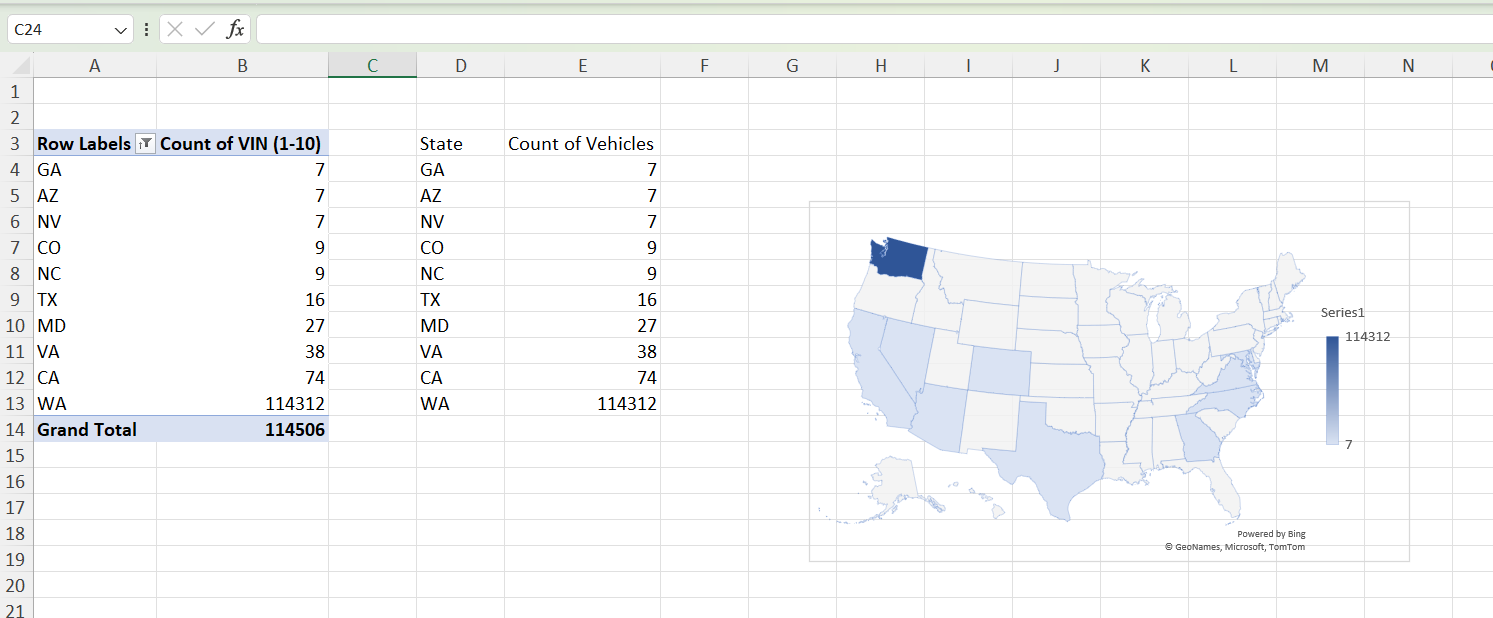 C24 fx
A B C D E F G H I J K L M N
1
2
3 Row Labels Count of VIN (1-10) State Count of Vehicles
4 GA 7 GA 7
5 AZ 7 AZ 7
6 NV 7 NV 7
7 CO 9 CO 9
8 NC 9 NC 9
9 TX 16 TX 16
10 MD 27 MD 27
11 VA 38 VA 38
12 CA 74 CA 74
13 WA 114312 WA 114312
14 Grand Total 114506
15
16
17
18
19
20
21
Series1
114312
7
Powered by Bing
© GeoNames, Microsoft, TomTom